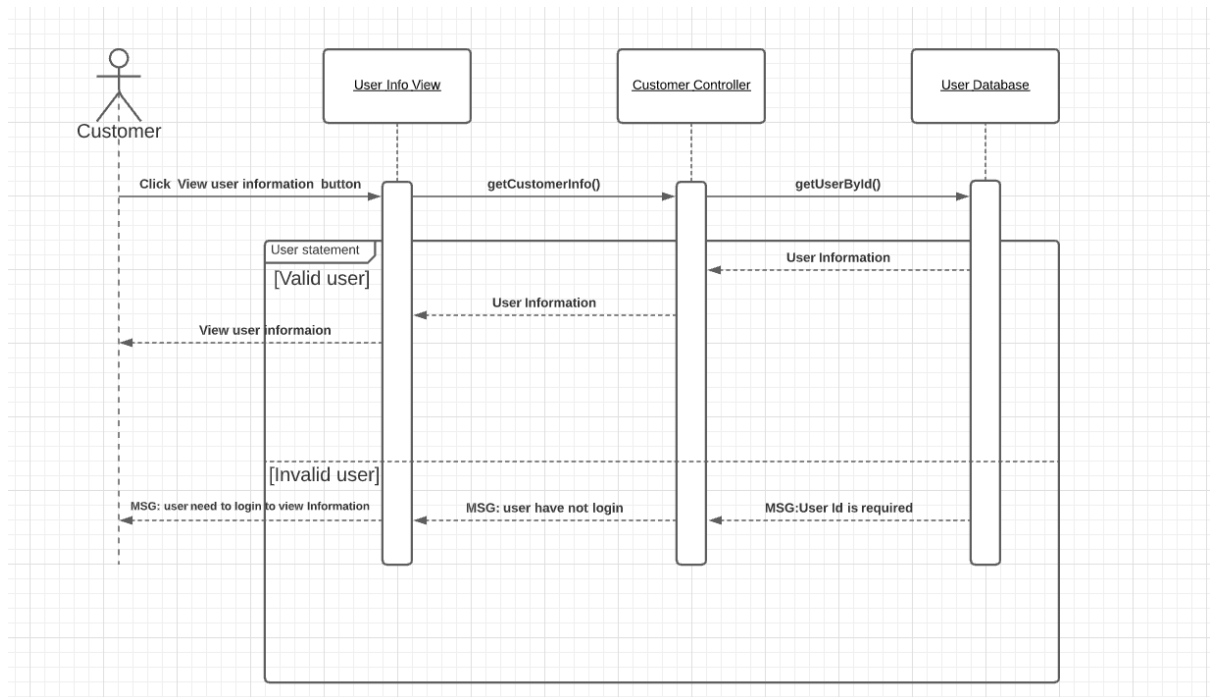 User Info View
Customer Controller
User Database
Customer
Click View user information button
getCustomerInfo()
getUserById()
User statement
[Valid user]
User Information
User Information
View user informaion
[Invalid user]
MSG: user need to login to view Information
MSG: user have not login
MSG:User Id is required